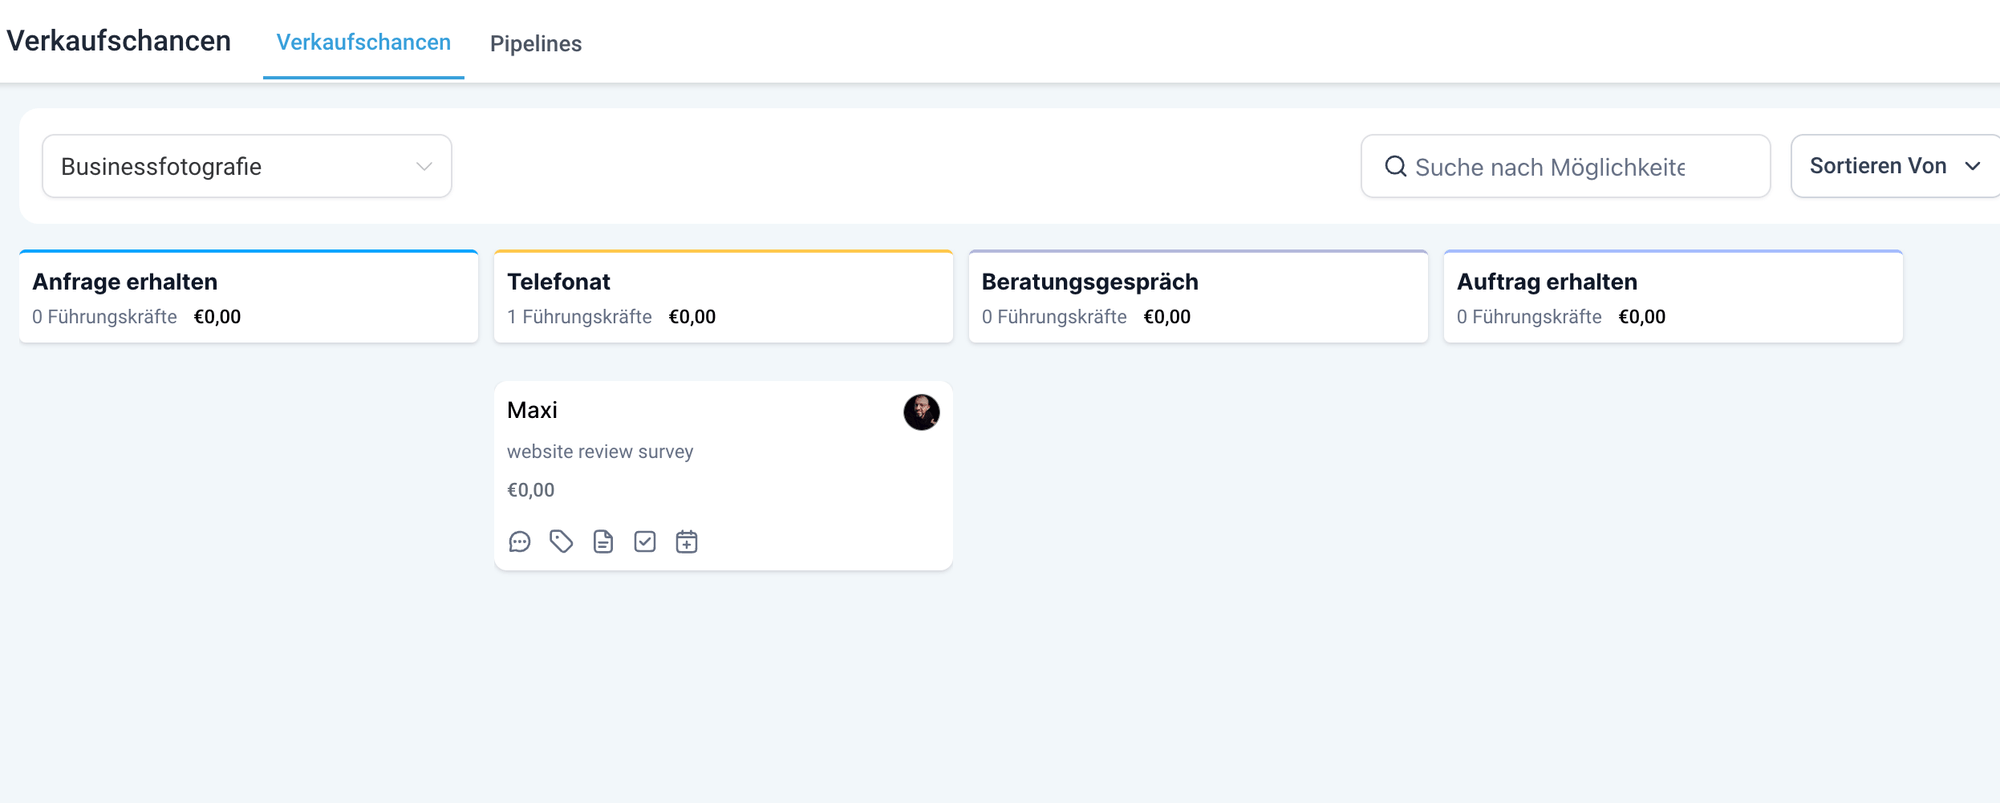 Verkaufschancen Verkaufschancen Pipelines
Businessfotografie
Suche nach Möglichkeite
Sortieren Von
Anfrage erhalten
0 Führungskräfte €0,00
Telefonat
1 Führungskräfte €0,00
Beratungsgespräch
0 Führungskräfte €0,00
Auftrag erhalten
0 Führungskräfte €0,00
Maxi
website review survey
€0,00